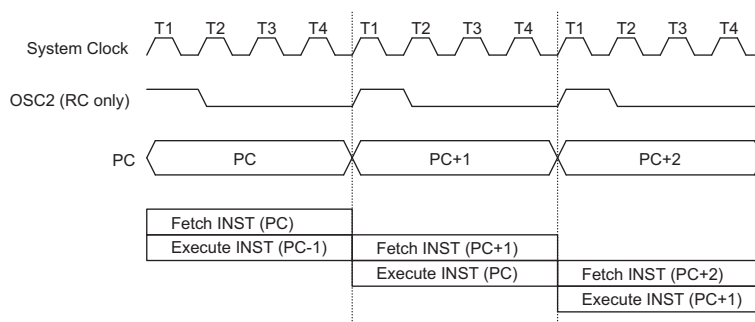 T1 T2 T3 T4 T1 T2 T3 T4 T1 T2 T3 T4
System Clock
OSC2 (RC only)
PC PC PC+1 PC+2
Fetch INST (PC)
Execute INST (PC-1) Fetch INST (PC+1)
Execute INST (PC) Fetch INST (PC+2)
Execute INST (PC+1)